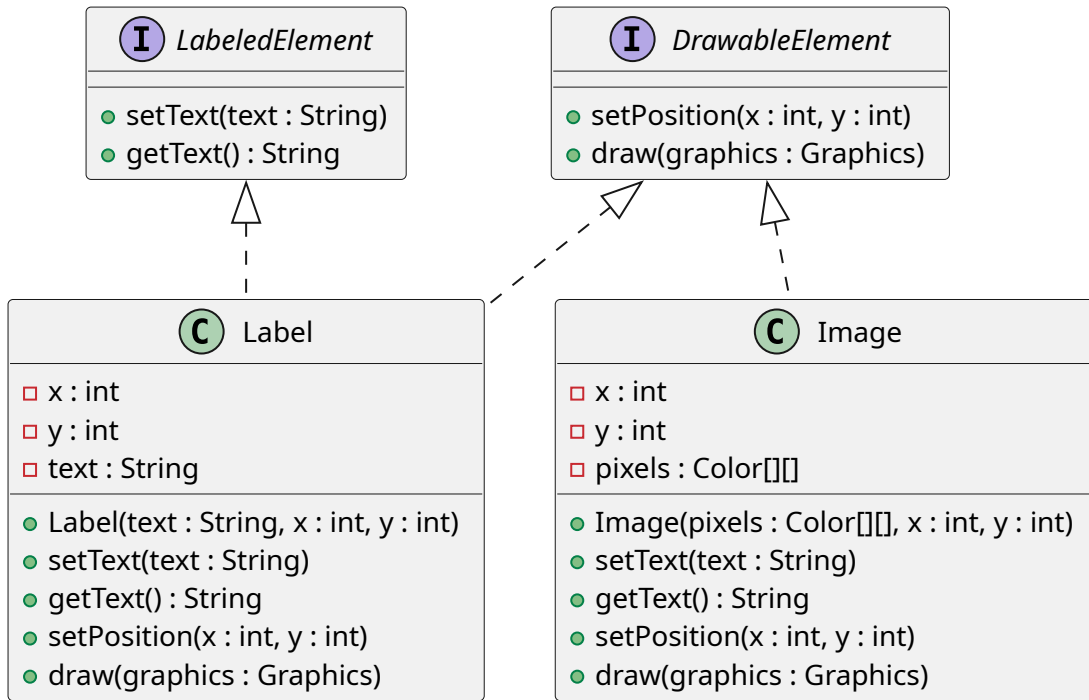 I LabeledElement
setText(text : String)
getText() : String
I DrawableElement
setPosition(x : int, y : int)
draw(graphics : Graphics)
C Label
x : int
y : int
text : String
Label(text : String, x : int, y : int)
setText(text : String)
getText() : String
setPosition(x : int, y : int)
draw(graphics : Graphics)
C Image
x : int
y : int
pixels : Color[][]
Image(pixels : Color[][], x : int, y : int)
setText(text : String)
getText() : String
setPosition(x : int, y : int)
draw(graphics : Graphics)